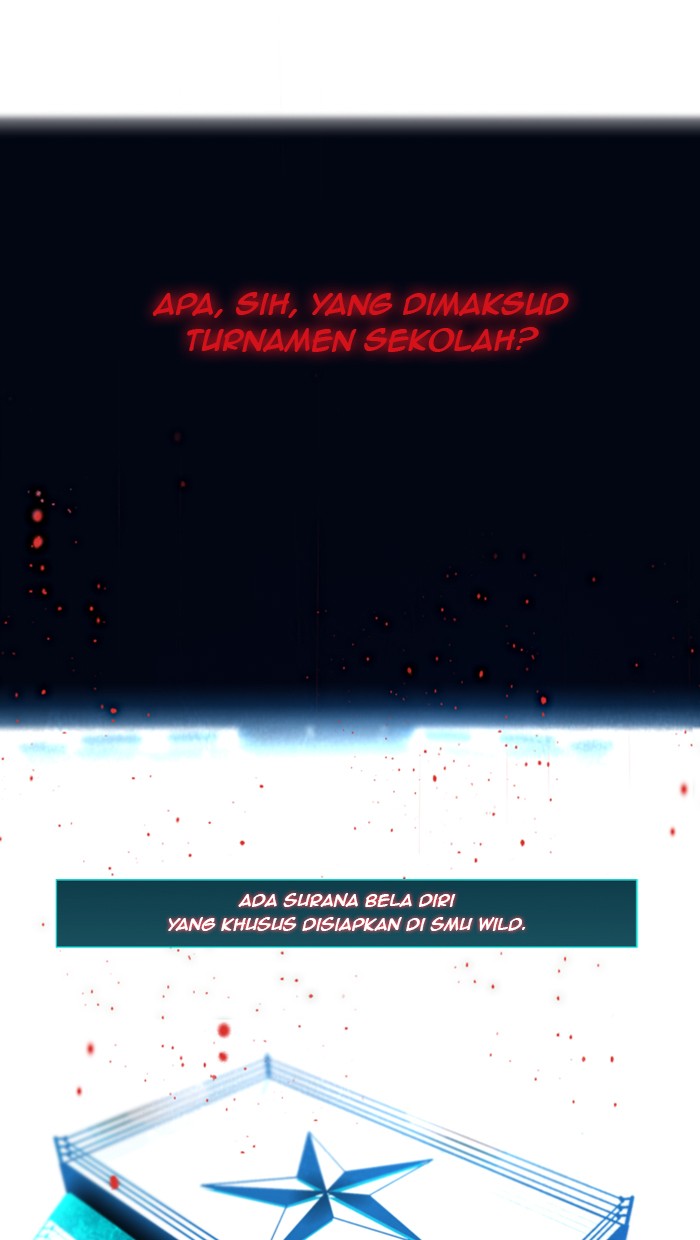 APA, SIH, YANG DIMAKSUD
TURNAMEN SEKOLAH?
ADA SURANA BELA DIRI
YANG KHUSUS DISIAPKAN DI SMU WILD.